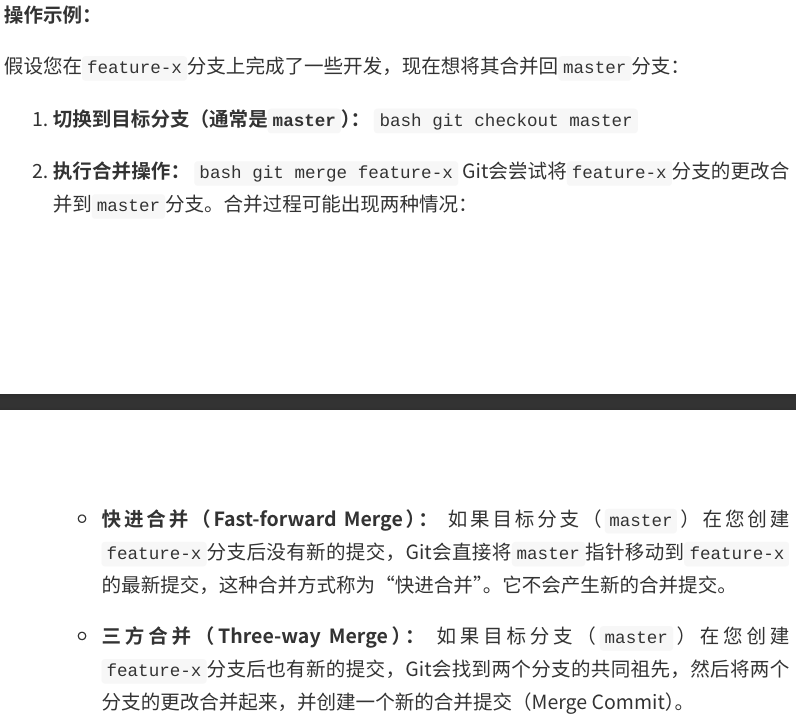 操作示例：
假设您在 feature-x 分支上完成了一些开发，现在想将其合并回 master 分支：
1. 切换到目标分支（通常是 master ）： bash git checkout master
2. 执行合并操作： bash git merge feature-x Git会尝试将 feature-x 分支的更改合
并到 master 分支。合并过程可能出现两种情况：
○ 快进合并（Fast-forward Merge）： 如果目标分支（ master ）在您创建
feature-x 分支后没有新的提交，Git会直接将 master 指针移动到 feature-x
的最新提交，这种合并方式称为“快进合并”。它不会产生新的合并提交。
○ 三方合并（Three-way Merge）： 如果目标分支（ master ）在您创建
feature-x 分支后也有新的提交，Git会找到两个分支的共同祖先，然后将两个
分支的更改合并起来，并创建一个新的合并提交（Merge Commit）。